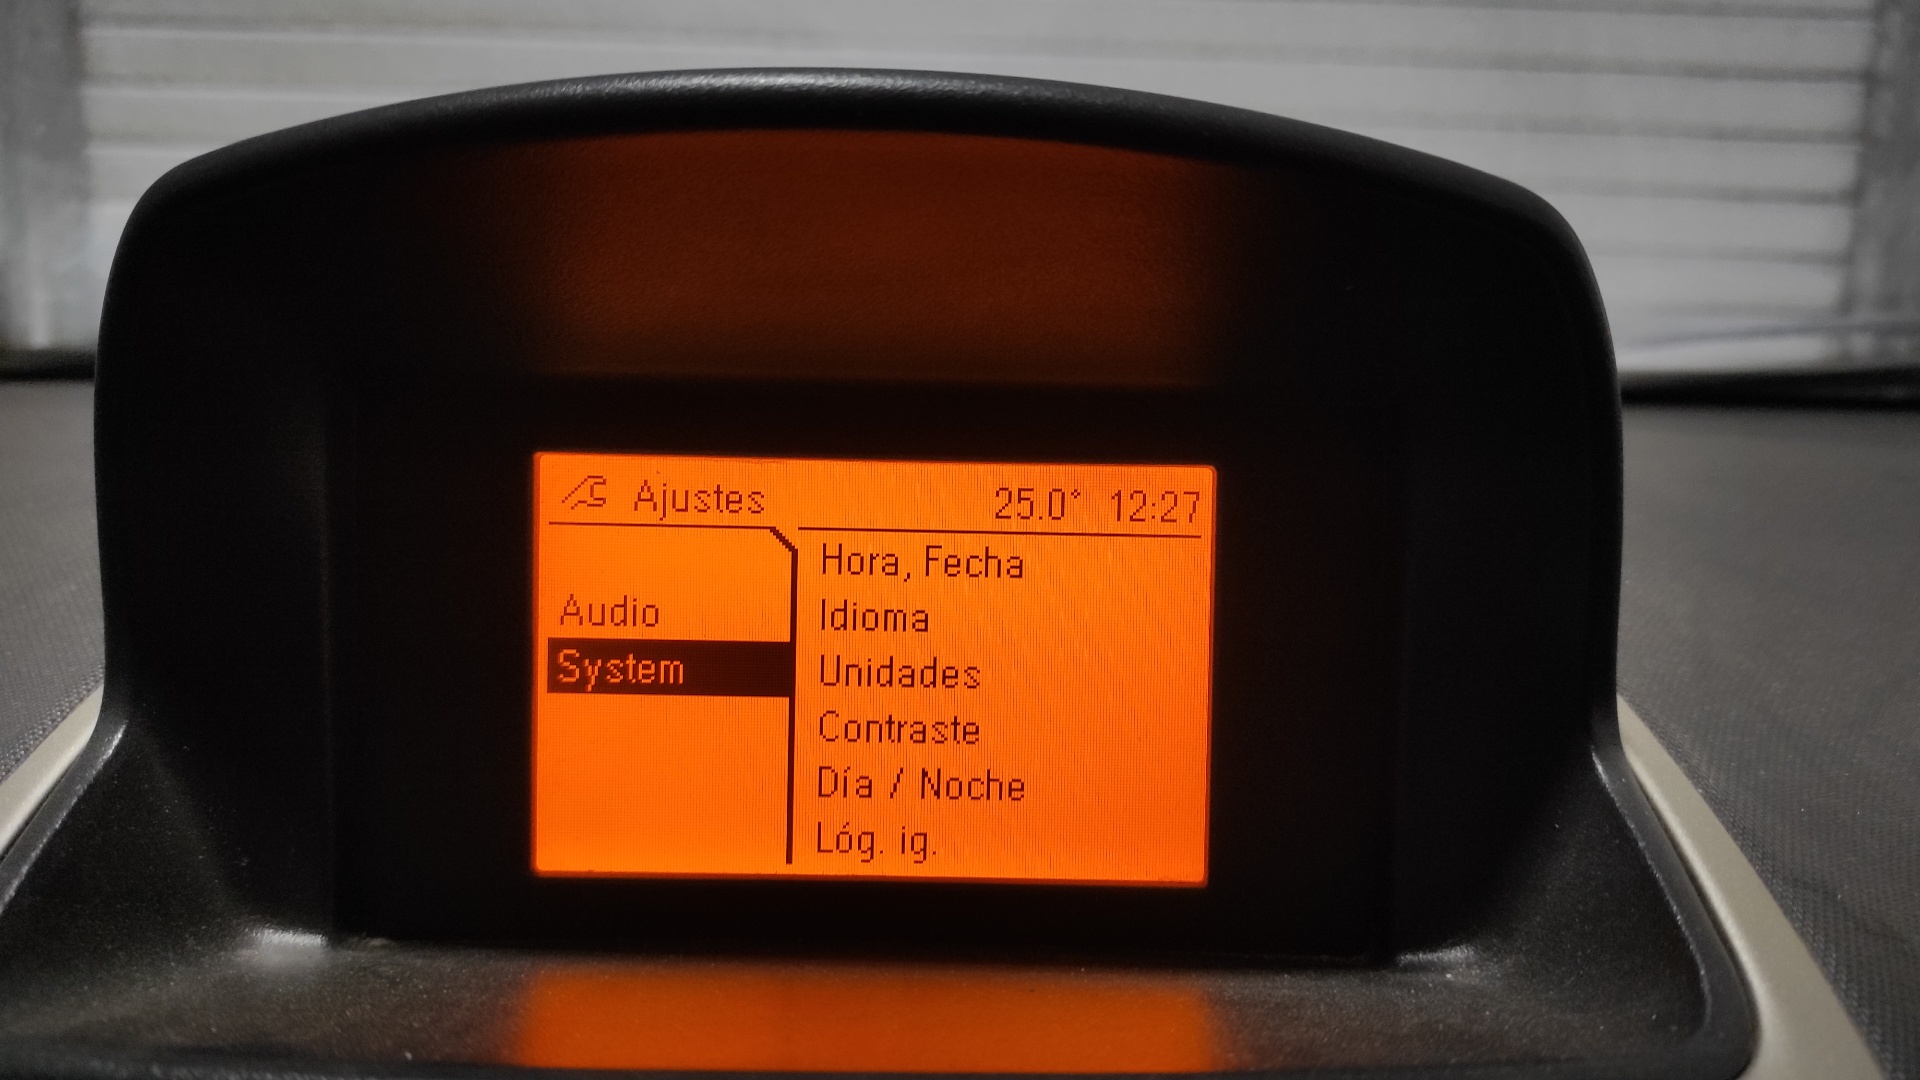 Ajustes 25.0° 12:27
Audio
System
Hora, Fecha
Idioma
Unidades
Contraste
Día / Noche
Lóg. ig.